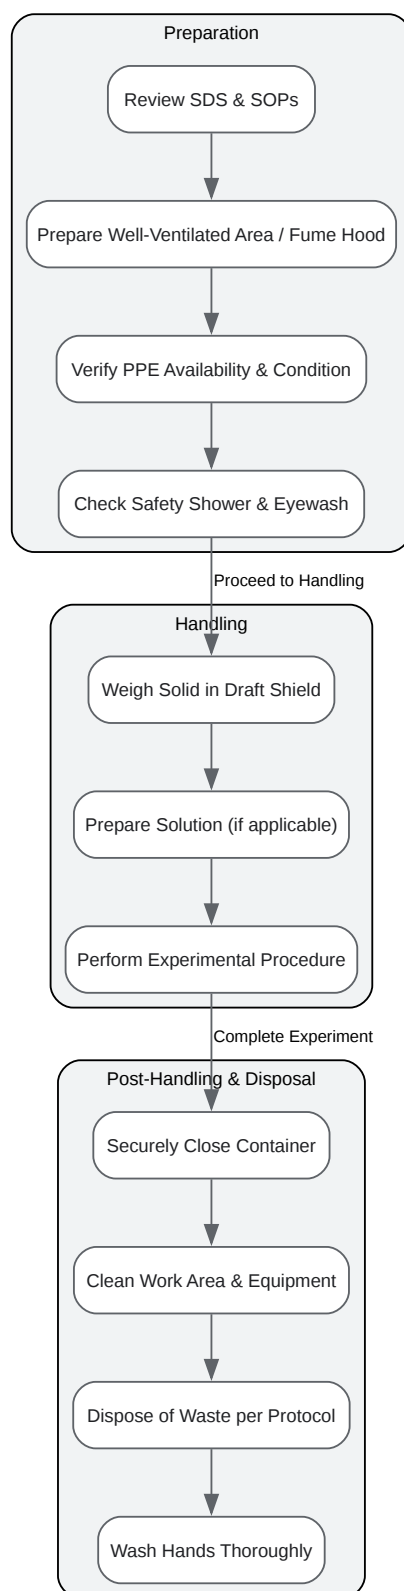 Preparation
Review SDS & SOPs
Prepare Well-Ventilated Area / Fume Hood
Verify PPE Availability & Condition
Check Safety Shower & Eyewash
Proceed to Handling
Handling
Weigh Solid in Draft Shield
Prepare Solution (if applicable)
Perform Experimental Procedure
Complete Experiment
Post-Handling & Disposal
Securely Close Container
Clean Work Area & Equipment
Dispose of Waste per Protocol
Wash Hands Thoroughly